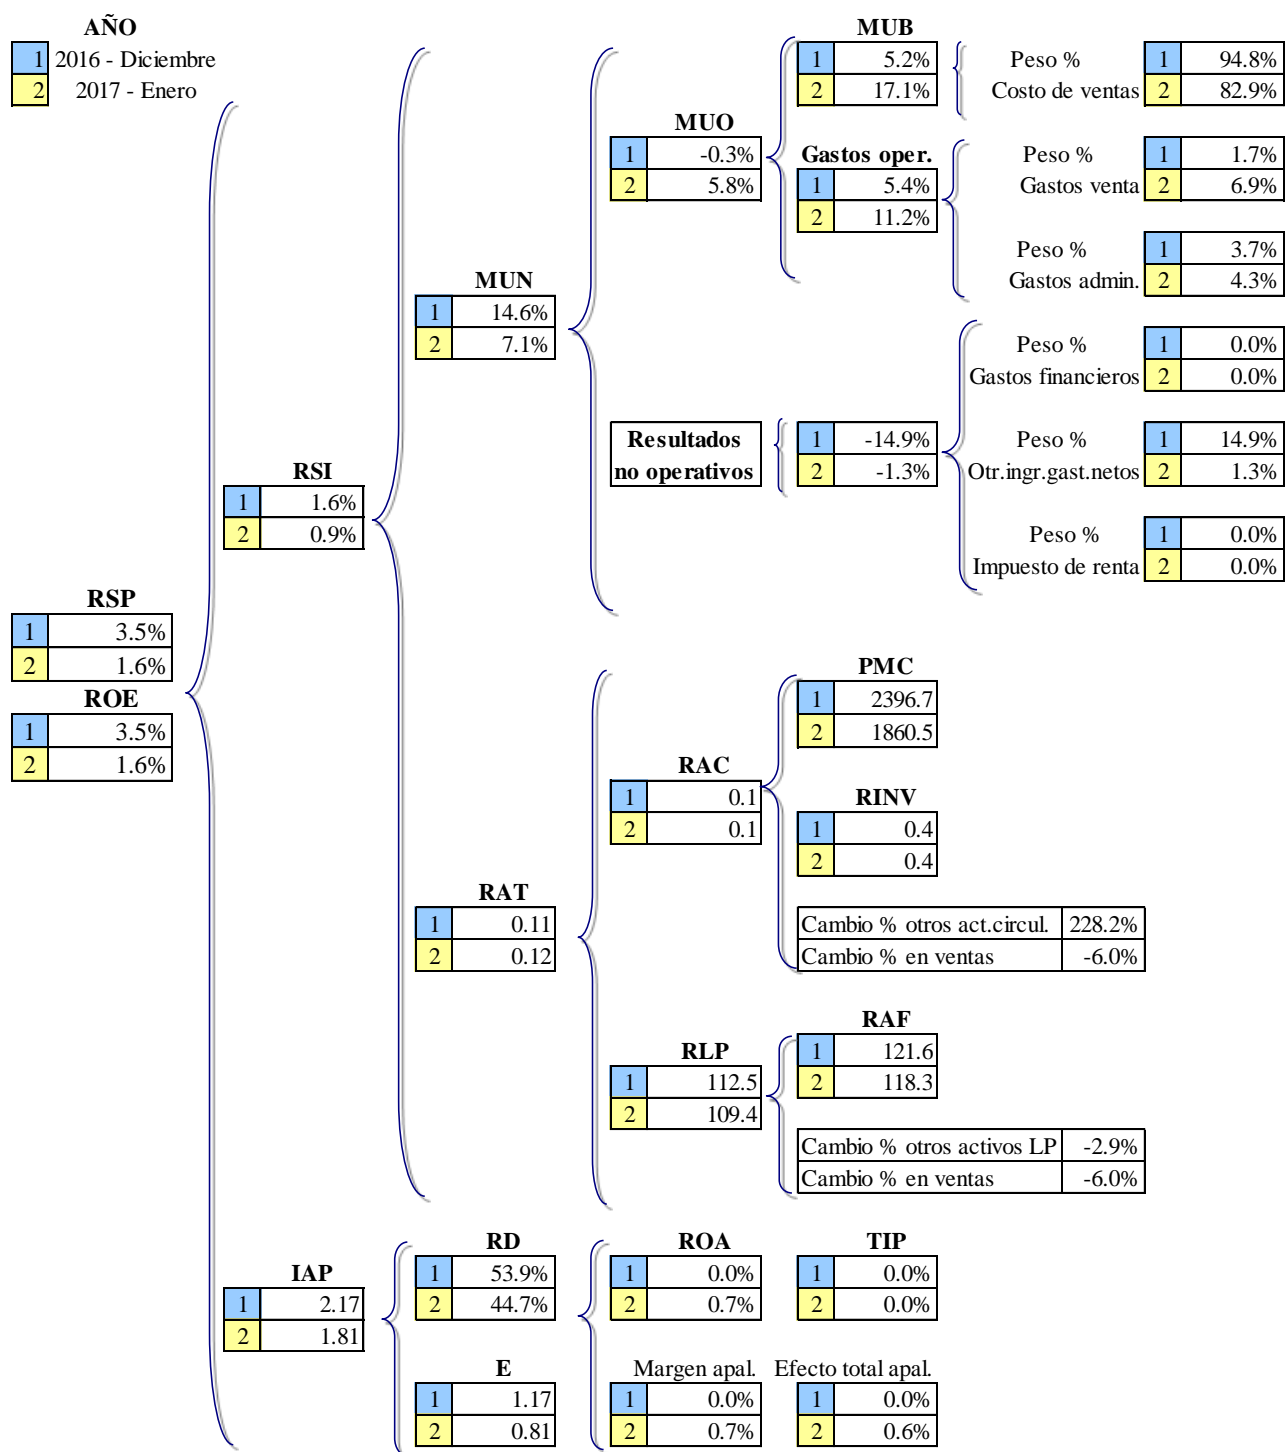 AÑO
1 2016 - Diciembre
2 2017 - Enero
MUB
1 5.2%
2 17.1%
Peso %
Costo de ventas
1 94.8%
2 82.9%
MUO
1 -0.3%
2 5.8%
Gastos oper.
1 5.4%
2 11.2%
Peso %
Gastos venta
1 1.7%
2 6.9%
Peso %
Gastos admin.
1 3.7%
2 4.3%
MUN
1 14.6%
2 7.1%
Peso %
Gastos financieros
1 0.0%
2 0.0%
Resultados
no operativos
1 -14.9%
2 -1.3%
Peso %
Otr.ingr.gast.netos
1 14.9%
2 1.3%
RSI
1 1.6%
2 0.9%
Peso %
Impuesto de renta
1 0.0%
2 0.0%
RSP
1 3.5%
2 1.6%
ROE
1 3.5%
2 1.6%
PMC
1 2396.7
2 1860.5
RAC
1 0.1
2 0.1
RINV
1 0.4
2 0.4
RAT
1 0.11
2 0.12
Cambio % otros act.circul. 228.2%
Cambio % en ventas -6.0%
RAF
1 121.6
2 118.3
RLP
1 112.5
2 109.4
Cambio % otros activos LP -2.9%
Cambio % en ventas -6.0%
IAP
1 2.17
2 1.81
RD
1 53.9%
2 44.7%
ROA
1 0.0%
2 0.7%
TIP
1 0.0%
2 0.0%
E
1 1.17
2 0.81
Margen apal.
1 0.0%
2 0.7%
Efecto total apal.
1 0.0%
2 0.6%